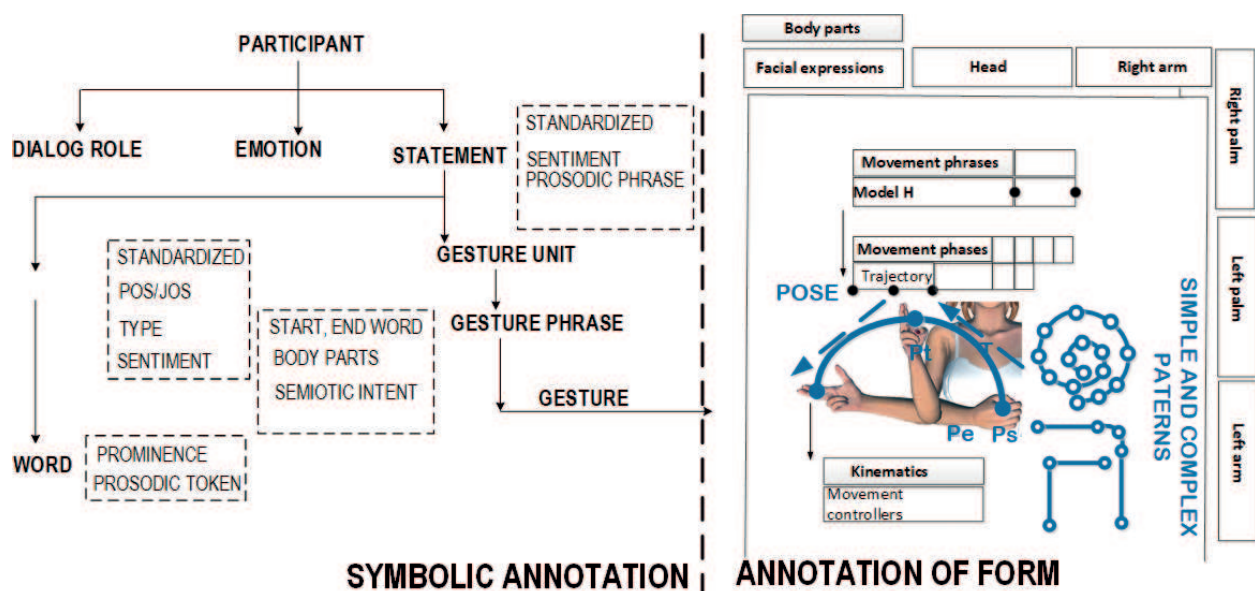 PARTICIPANT
DIALOG ROLE
EMOTION
STATEMENT
STANDARDIZED
SENTIMENT
PROSODIC PHRASE
STANDARDIZED
POS/JOS
TYPE
SENTIMENT
GESTURE UNIT
START, END WORD
BODY PARTS
SEMIOTIC INTENT
GESTURE PHRASE
GESTURE
WORD
PROMINENCE
PROSODIC TOKEN
SYMBOLIC ANNOTATION
Body parts
Facial expressions
Head
Right arm
Right palm
Left palm
Left arm
Movement phrases
Model H
Movement phases
Trajectory
POSE
Pt
T
Pe
Ps
SIMPLE AND COMPLEX
PATERNS
Kinematics
Movement
controllers
ANNOTATION OF FORM